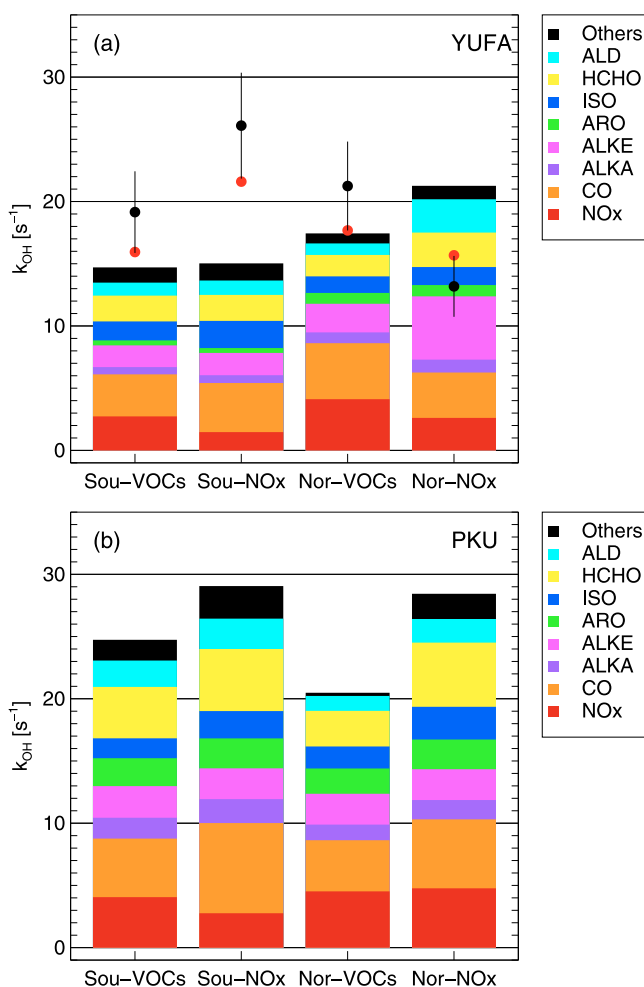 (a)
YUFA
30
20
10
0
k_OH [s⁻¹]
Sou−VOCs Sou−NOx Nor−VOCs Nor−NOx
Others
ALD
HCHO
ISO
ARO
ALKE
ALKA
CO
NOx
(b)
PKU
30
20
10
0
k_OH [s⁻¹]
Sou−VOCs Sou−NOx Nor−VOCs Nor−NOx
Others
ALD
HCHO
ISO
ARO
ALKE
ALKA
CO
NOx